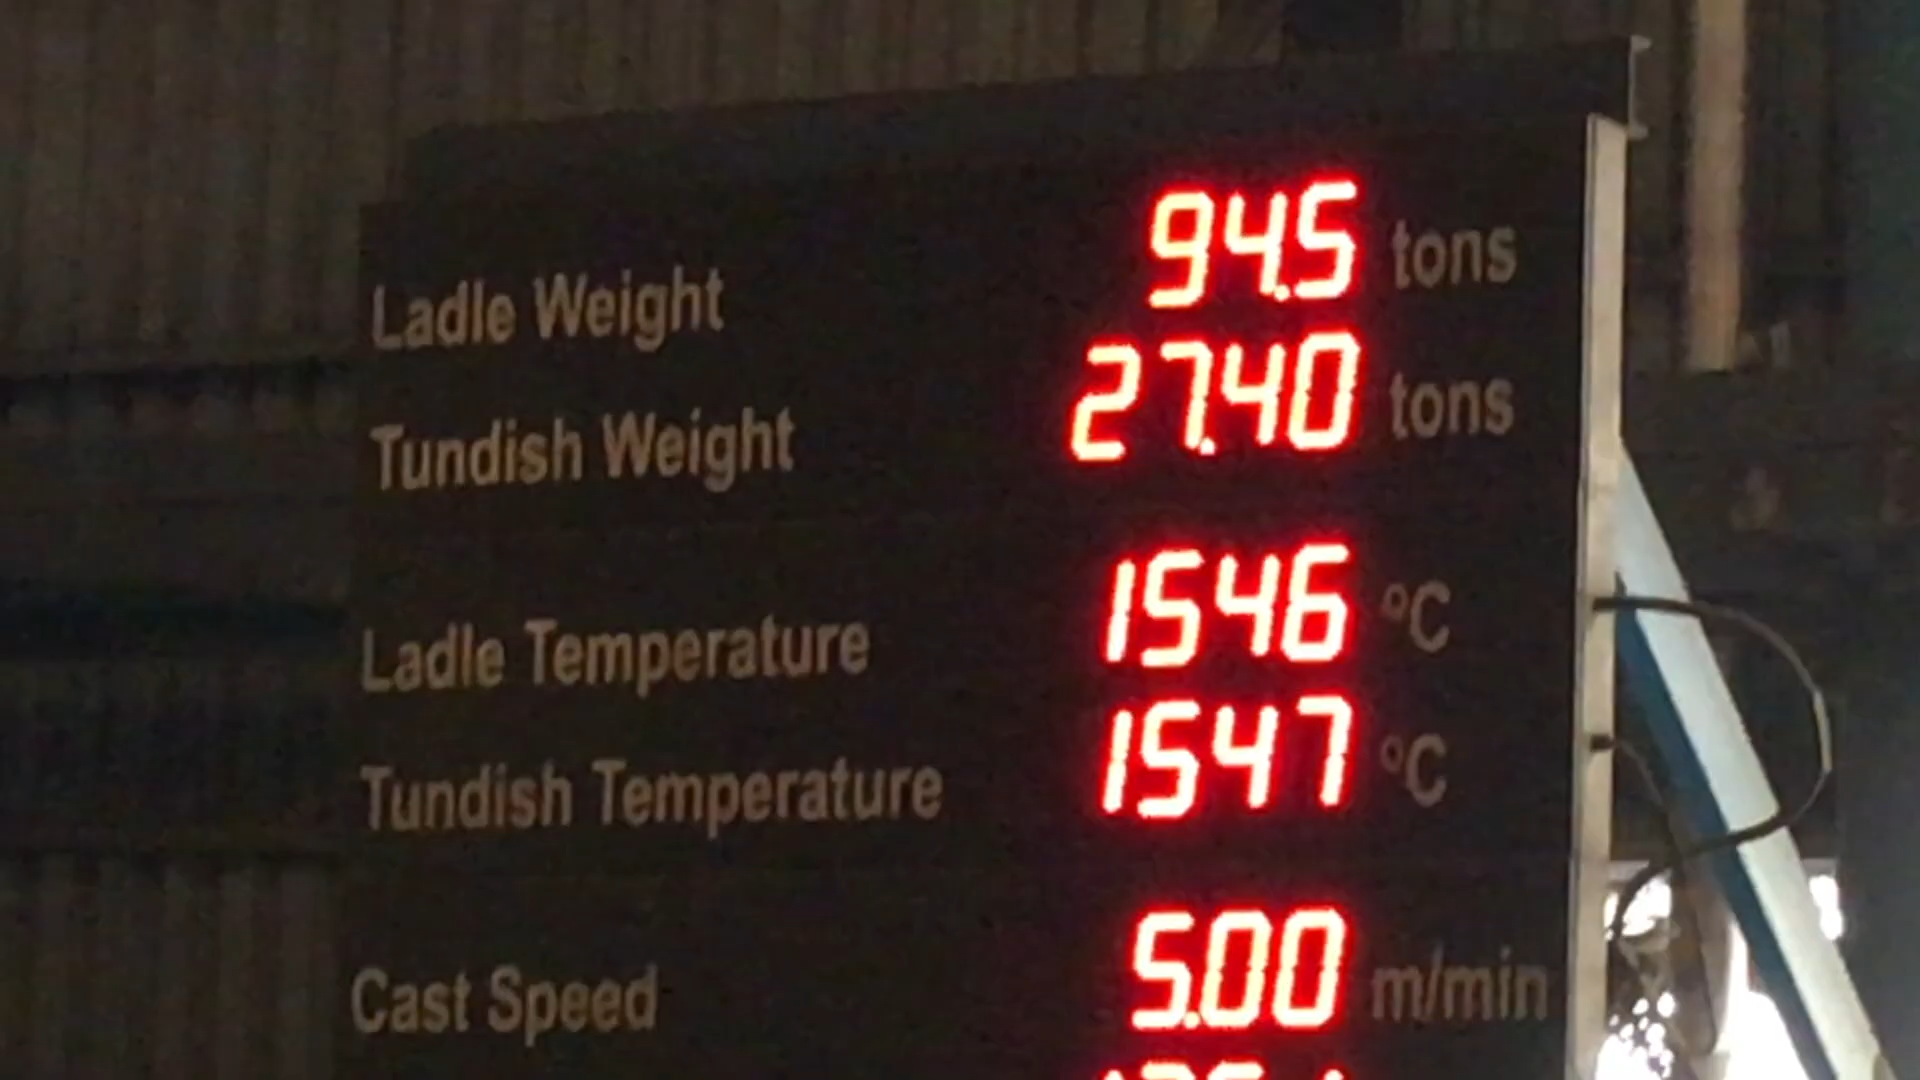 Ladle Weight 94.5 tons
Tundish Weight 27.40 tons
Ladle Temperature 1546 °C
Tundish Temperature 1547 °C
Cast Speed 5.00 m/min